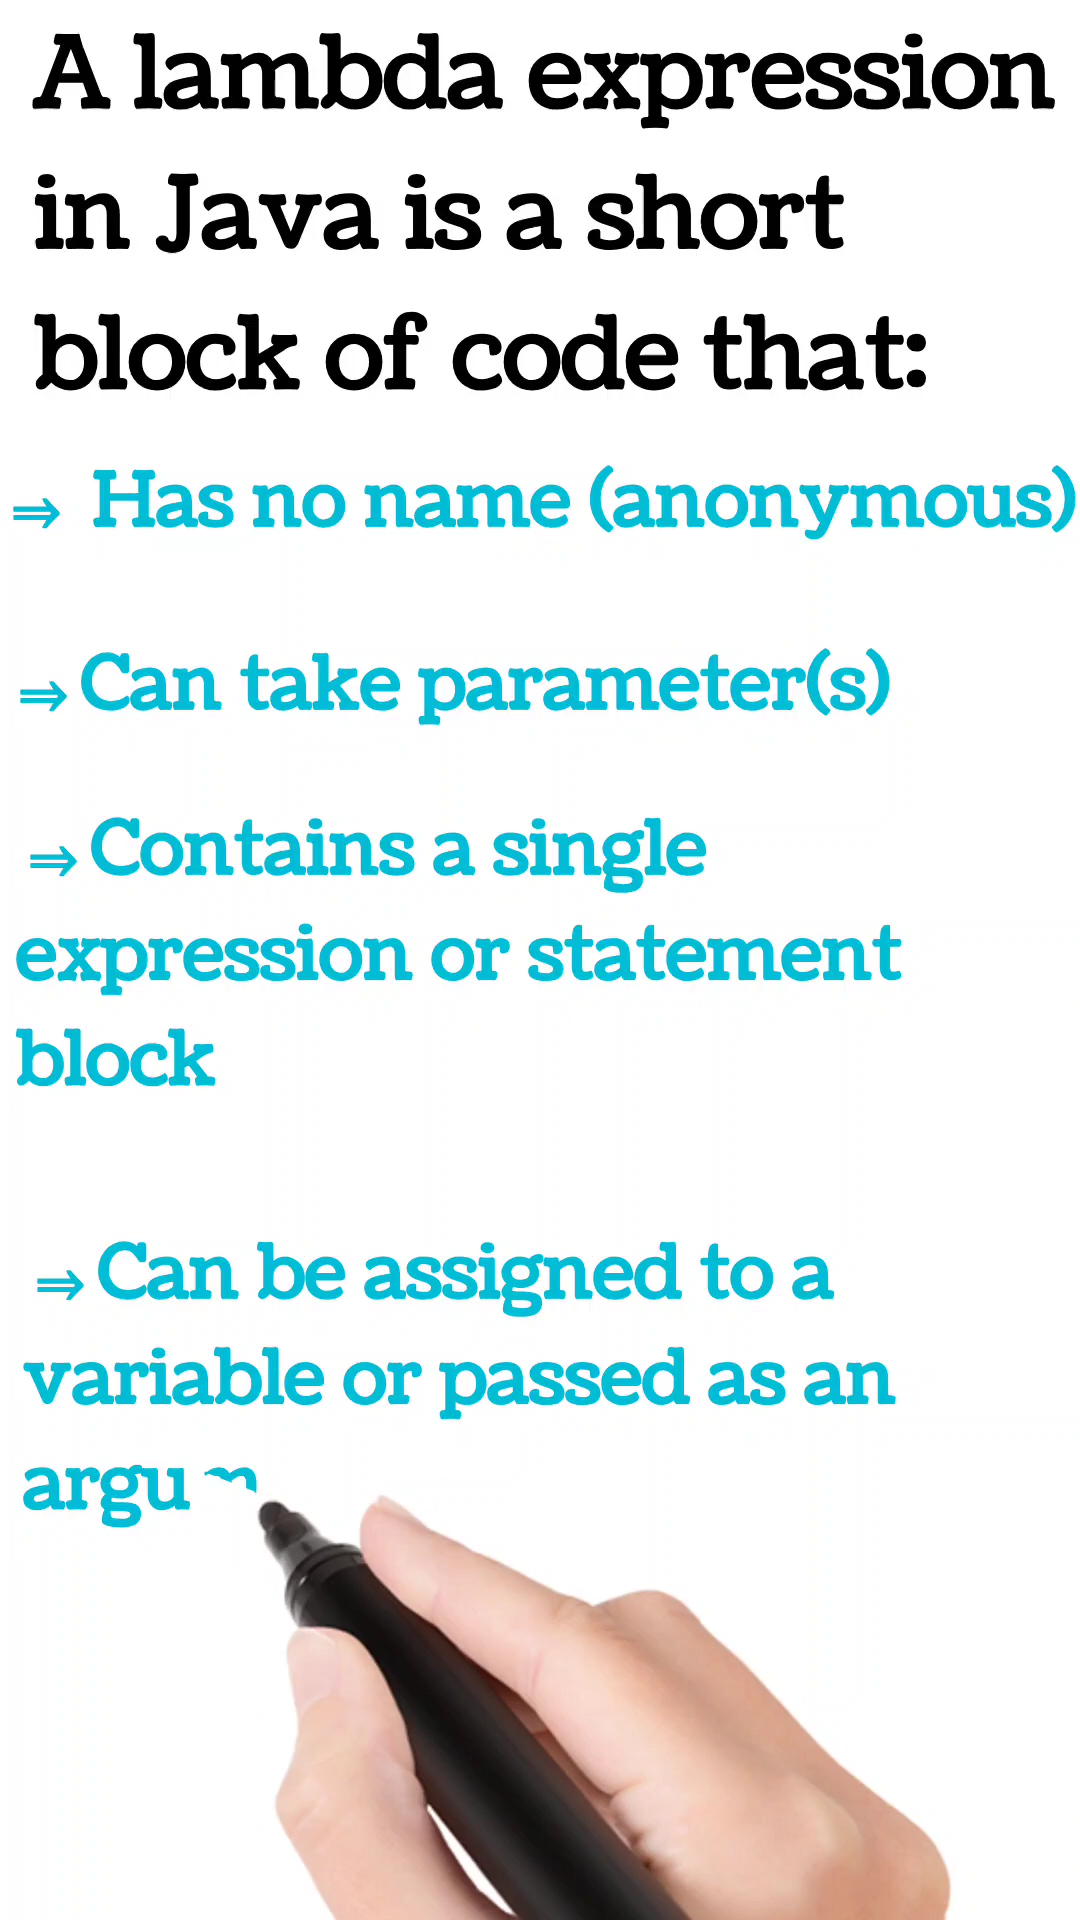 A lambda expression
in Java is a short
block of code that:
⇒ Has no name (anonymous)
⇒ Can take parameter(s)
⇒ Contains a single
expression or statement
block
⇒ Can be assigned to a
variable or passed as an
argu